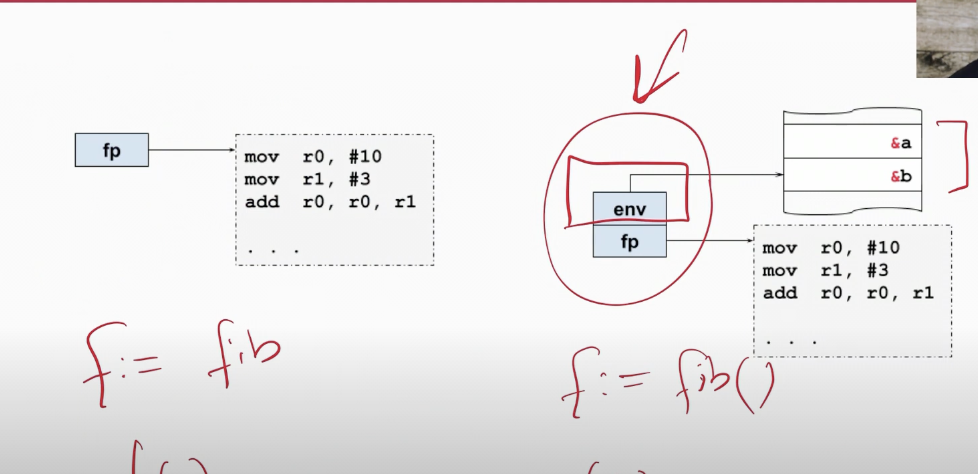 fp
mov r0, #10
mov r1, #3
add r0, r0, r1
. . .
env
fp
&a
&b
mov r0, #10
mov r1, #3
add r0, r0, r1
. . .
f := fib
f := fib()